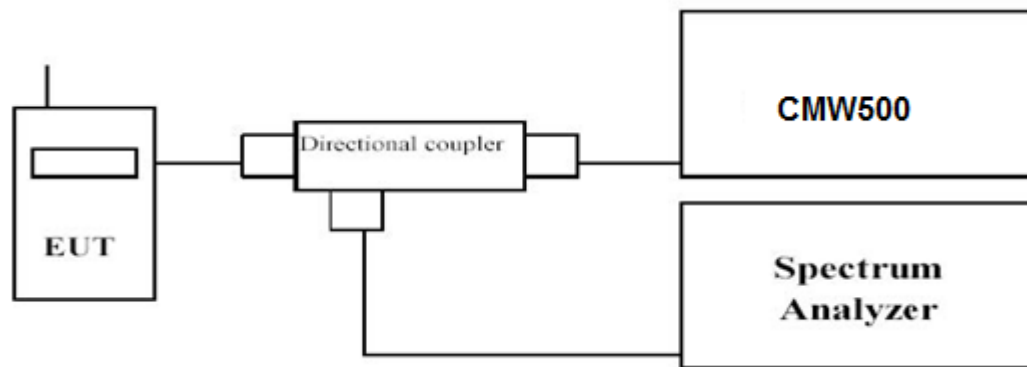 EUT
Directional coupler
CMW500
Spectrum
Analyzer